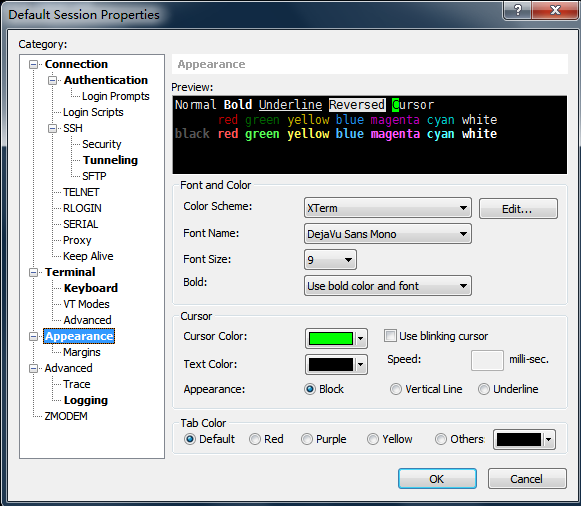 Default Session Properties
Category:
Connection
Authentication
Login Prompts
Login Scripts
SSH
Security
Tunneling
SFTP
TELNET
RLOGIN
SERIAL
Proxy
Keep Alive
Terminal
Keyboard
VT Modes
Advanced
Appearance
Margins
Advanced
Trace
Logging
ZMODEM
Appearance
Preview:
Normal Bold Underline Reversed Cursor
red green yellow blue magenta cyan white
black red green yellow blue magenta cyan white
Font and Color
Color Scheme: XTerm Edit...
Font Name: DejaVu Sans Mono
Font Size: 9
Bold: Use bold color and font
Cursor
Cursor Color: Use blinking cursor
Text Color: Speed: milli-sec.
Appearance: Block Vertical Line Underline
Tab Color
Default Red Purple Yellow Others:
OK Cancel